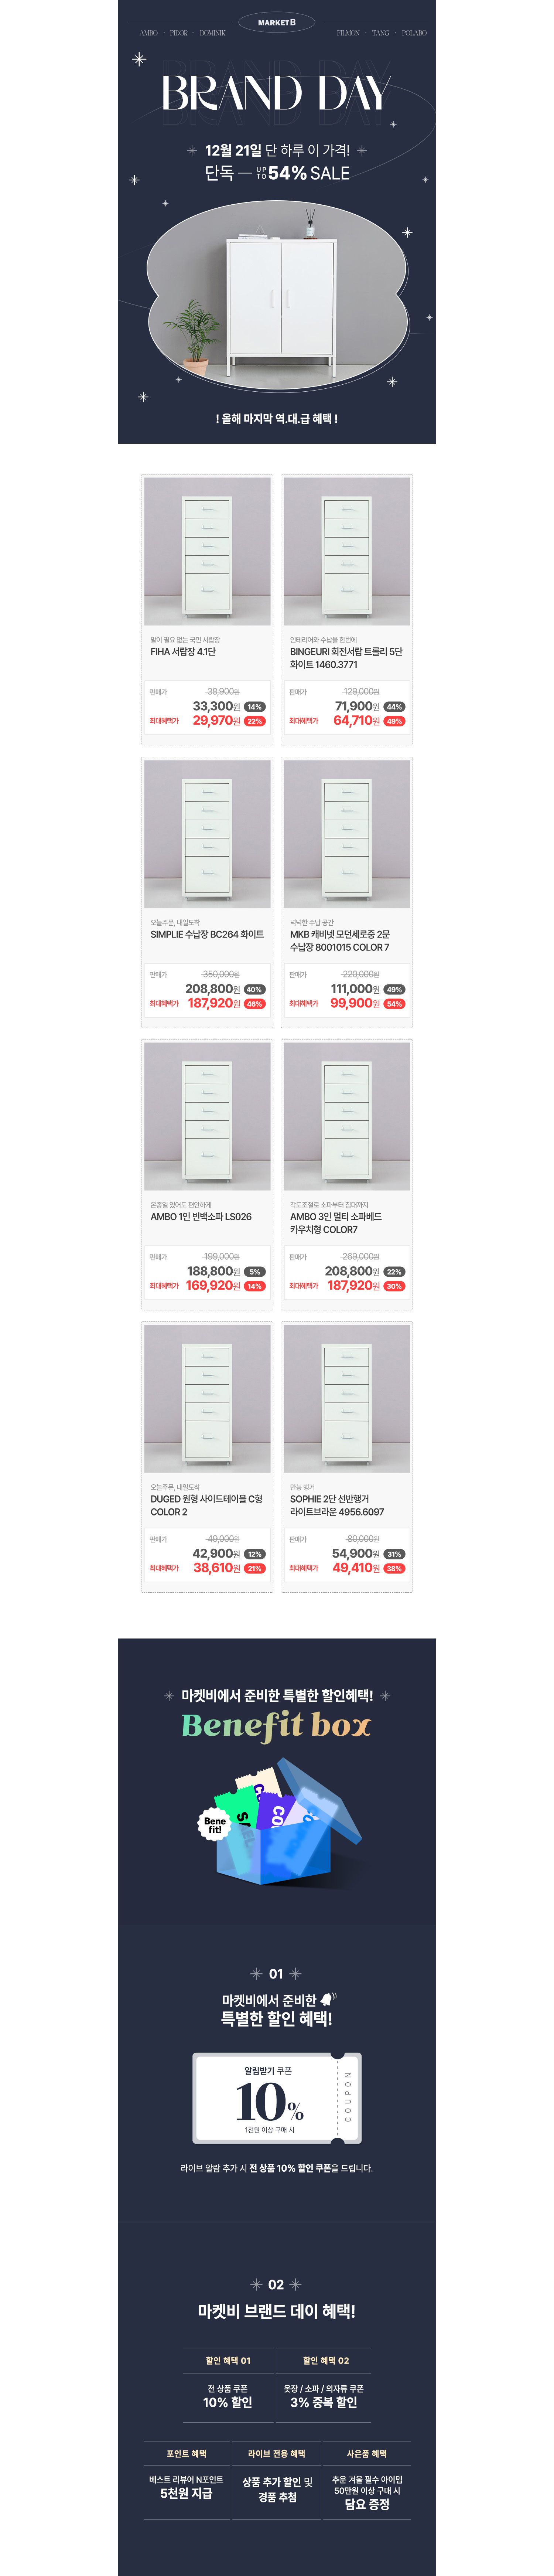 MARKET B
AMBO · PIDOR · DOMINIK
FILMON · TANG · POLABO
BRAND DAY
12월 21일 단 하루 이 가격!
단독 — UP TO 54% SALE
! 올해 마지막 역.대.급 혜택 !
말이 필요 없는 국민 서랍장
FIHA 서랍장 4.1단
판매가 38,900원
33,300원 14%
최대혜택가 29,970원 22%
인테리어와 수납을 한번에
BINGEURI 회전서랍 트롤리 5단
화이트 1460.3771
판매가 129,000원
71,900원 44%
최대혜택가 64,710원 49%
오늘주문, 내일도착
SIMPLIE 수납장 BC264 화이트
판매가 350,000원
208,800원 40%
최대혜택가 187,920원 46%
넉넉한 수납 공간
MKB 캐비넷 모던세로중 2문
수납장 8001015 COLOR 7
판매가 220,000원
111,000원 49%
최대혜택가 99,900원 54%
온종일 있어도 편안하게
AMBO 1인 빈백소파 LS026
판매가 199,000원
188,800원 5%
최대혜택가 169,920원 14%
각도조절로 소파부터 침대까지
AMBO 3인 멀티 소파베드
카우치형 COLOR7
판매가 269,000원
208,800원 22%
최대혜택가 187,920원 30%
오늘주문, 내일도착
DUGED 원형 사이드테이블 C형
COLOR 2
판매가 49,000원
42,900원 12%
최대혜택가 38,610원 21%
만능 행거
SOPHIE 2단 선반행거
라이트브라운 4956.6097
판매가 80,000원
54,900원 31%
최대혜택가 49,410원 38%
마켓비에서 준비한 특별한 할인혜택!
Benefit box
Bene
fit!
01
마켓비에서 준비한
특별한 할인 혜택!
알림받기 쿠폰
10%
1천원 이상 구매 시
COUPON
라이브 알람 추가 시 전 상품 10% 할인 쿠폰을 드립니다.
02
마켓비 브랜드 데이 혜택!
할인 혜택 01
전 상품 쿠폰
10% 할인
할인 혜택 02
옷장 / 소파 / 의자류 쿠폰
3% 중복 할인
포인트 혜택
베스트 리뷰어 N포인트
5천원 지급
라이브 전용 혜택
상품 추가 할인 및
경품 추첨
사은품 혜택
추운 겨울 필수 아이템
50만원 이상 구매 시
담요 증정